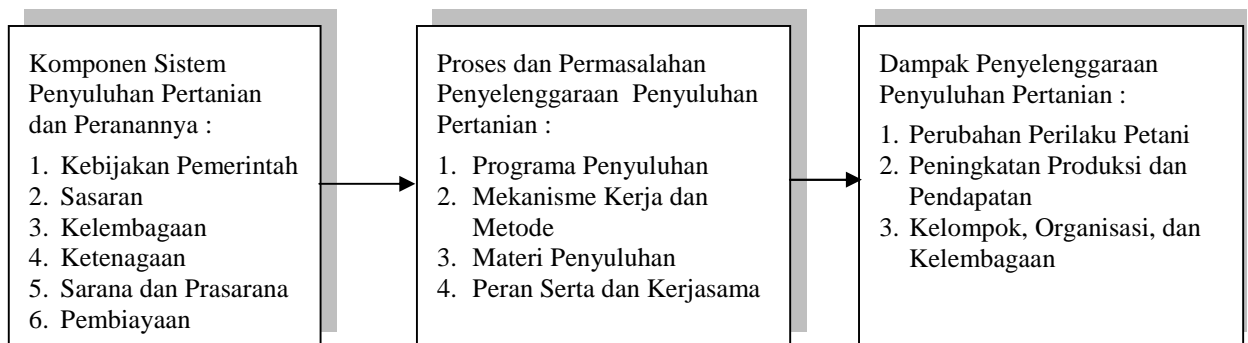 Komponen Sistem
Penyuluhan Pertanian
dan Peranannya :
1. Kebijakan Pemerintah
2. Sasaran
3. Kelembagaan
4. Ketenagaan
5. Sarana dan Prasarana
6. Pembiayaan
Proses dan Permasalahan
Penyelenggaraan Penyuluhan
Pertanian :
1. Programa Penyuluhan
2. Mekanisme Kerja dan
Metode
3. Materi Penyuluhan
4. Peran Serta dan Kerjasama
Dampak Penyelenggaraan
Penyuluhan Pertanian :
1. Perubahan Perilaku Petani
2. Peningkatan Produksi dan
Pendapatan
3. Kelompok, Organisasi, dan
Kelembagaan